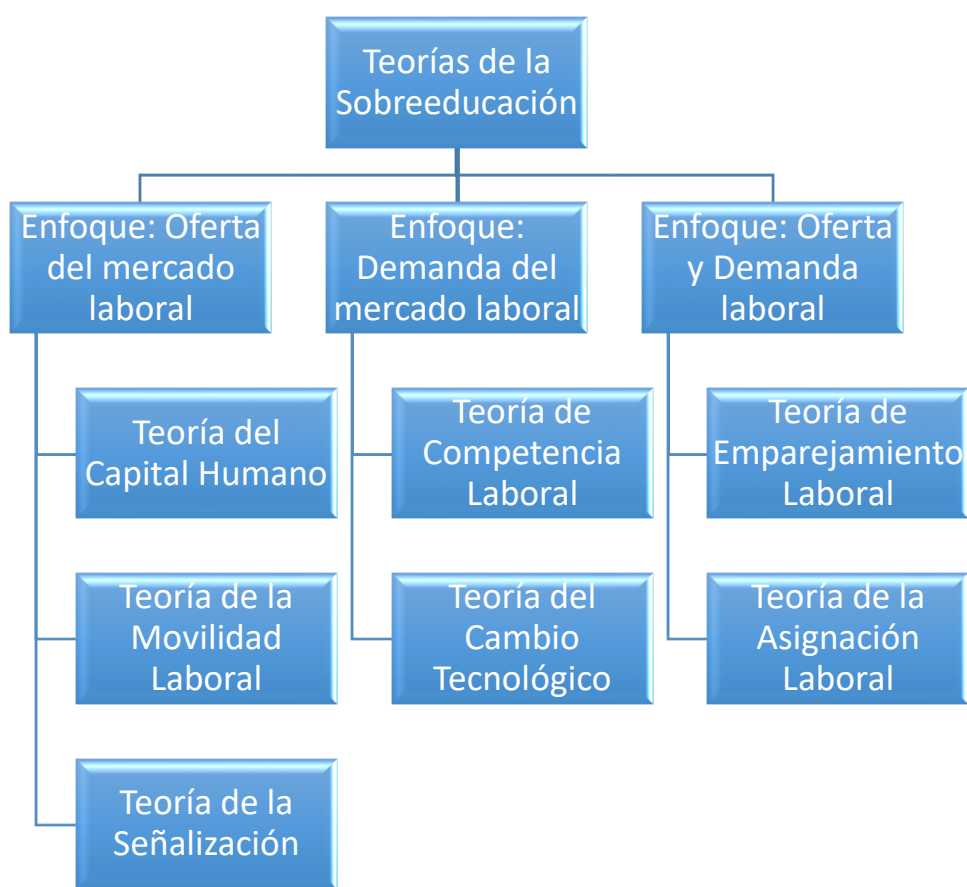 Teorías de la
Sobreeducación
Enfoque: Oferta
del mercado
laboral
Teoría del
Capital Humano
Teoría de la
Movilidad
Laboral
Teoría de la
Señalización
Enfoque:
Demanda del
mercado laboral
Teoría de
Competencia
Laboral
Teoría del
Cambio
Tecnológico
Enfoque: Oferta
y Demanda
laboral
Teoría de
Emparejamiento
Laboral
Teoría de la
Asignación
Laboral